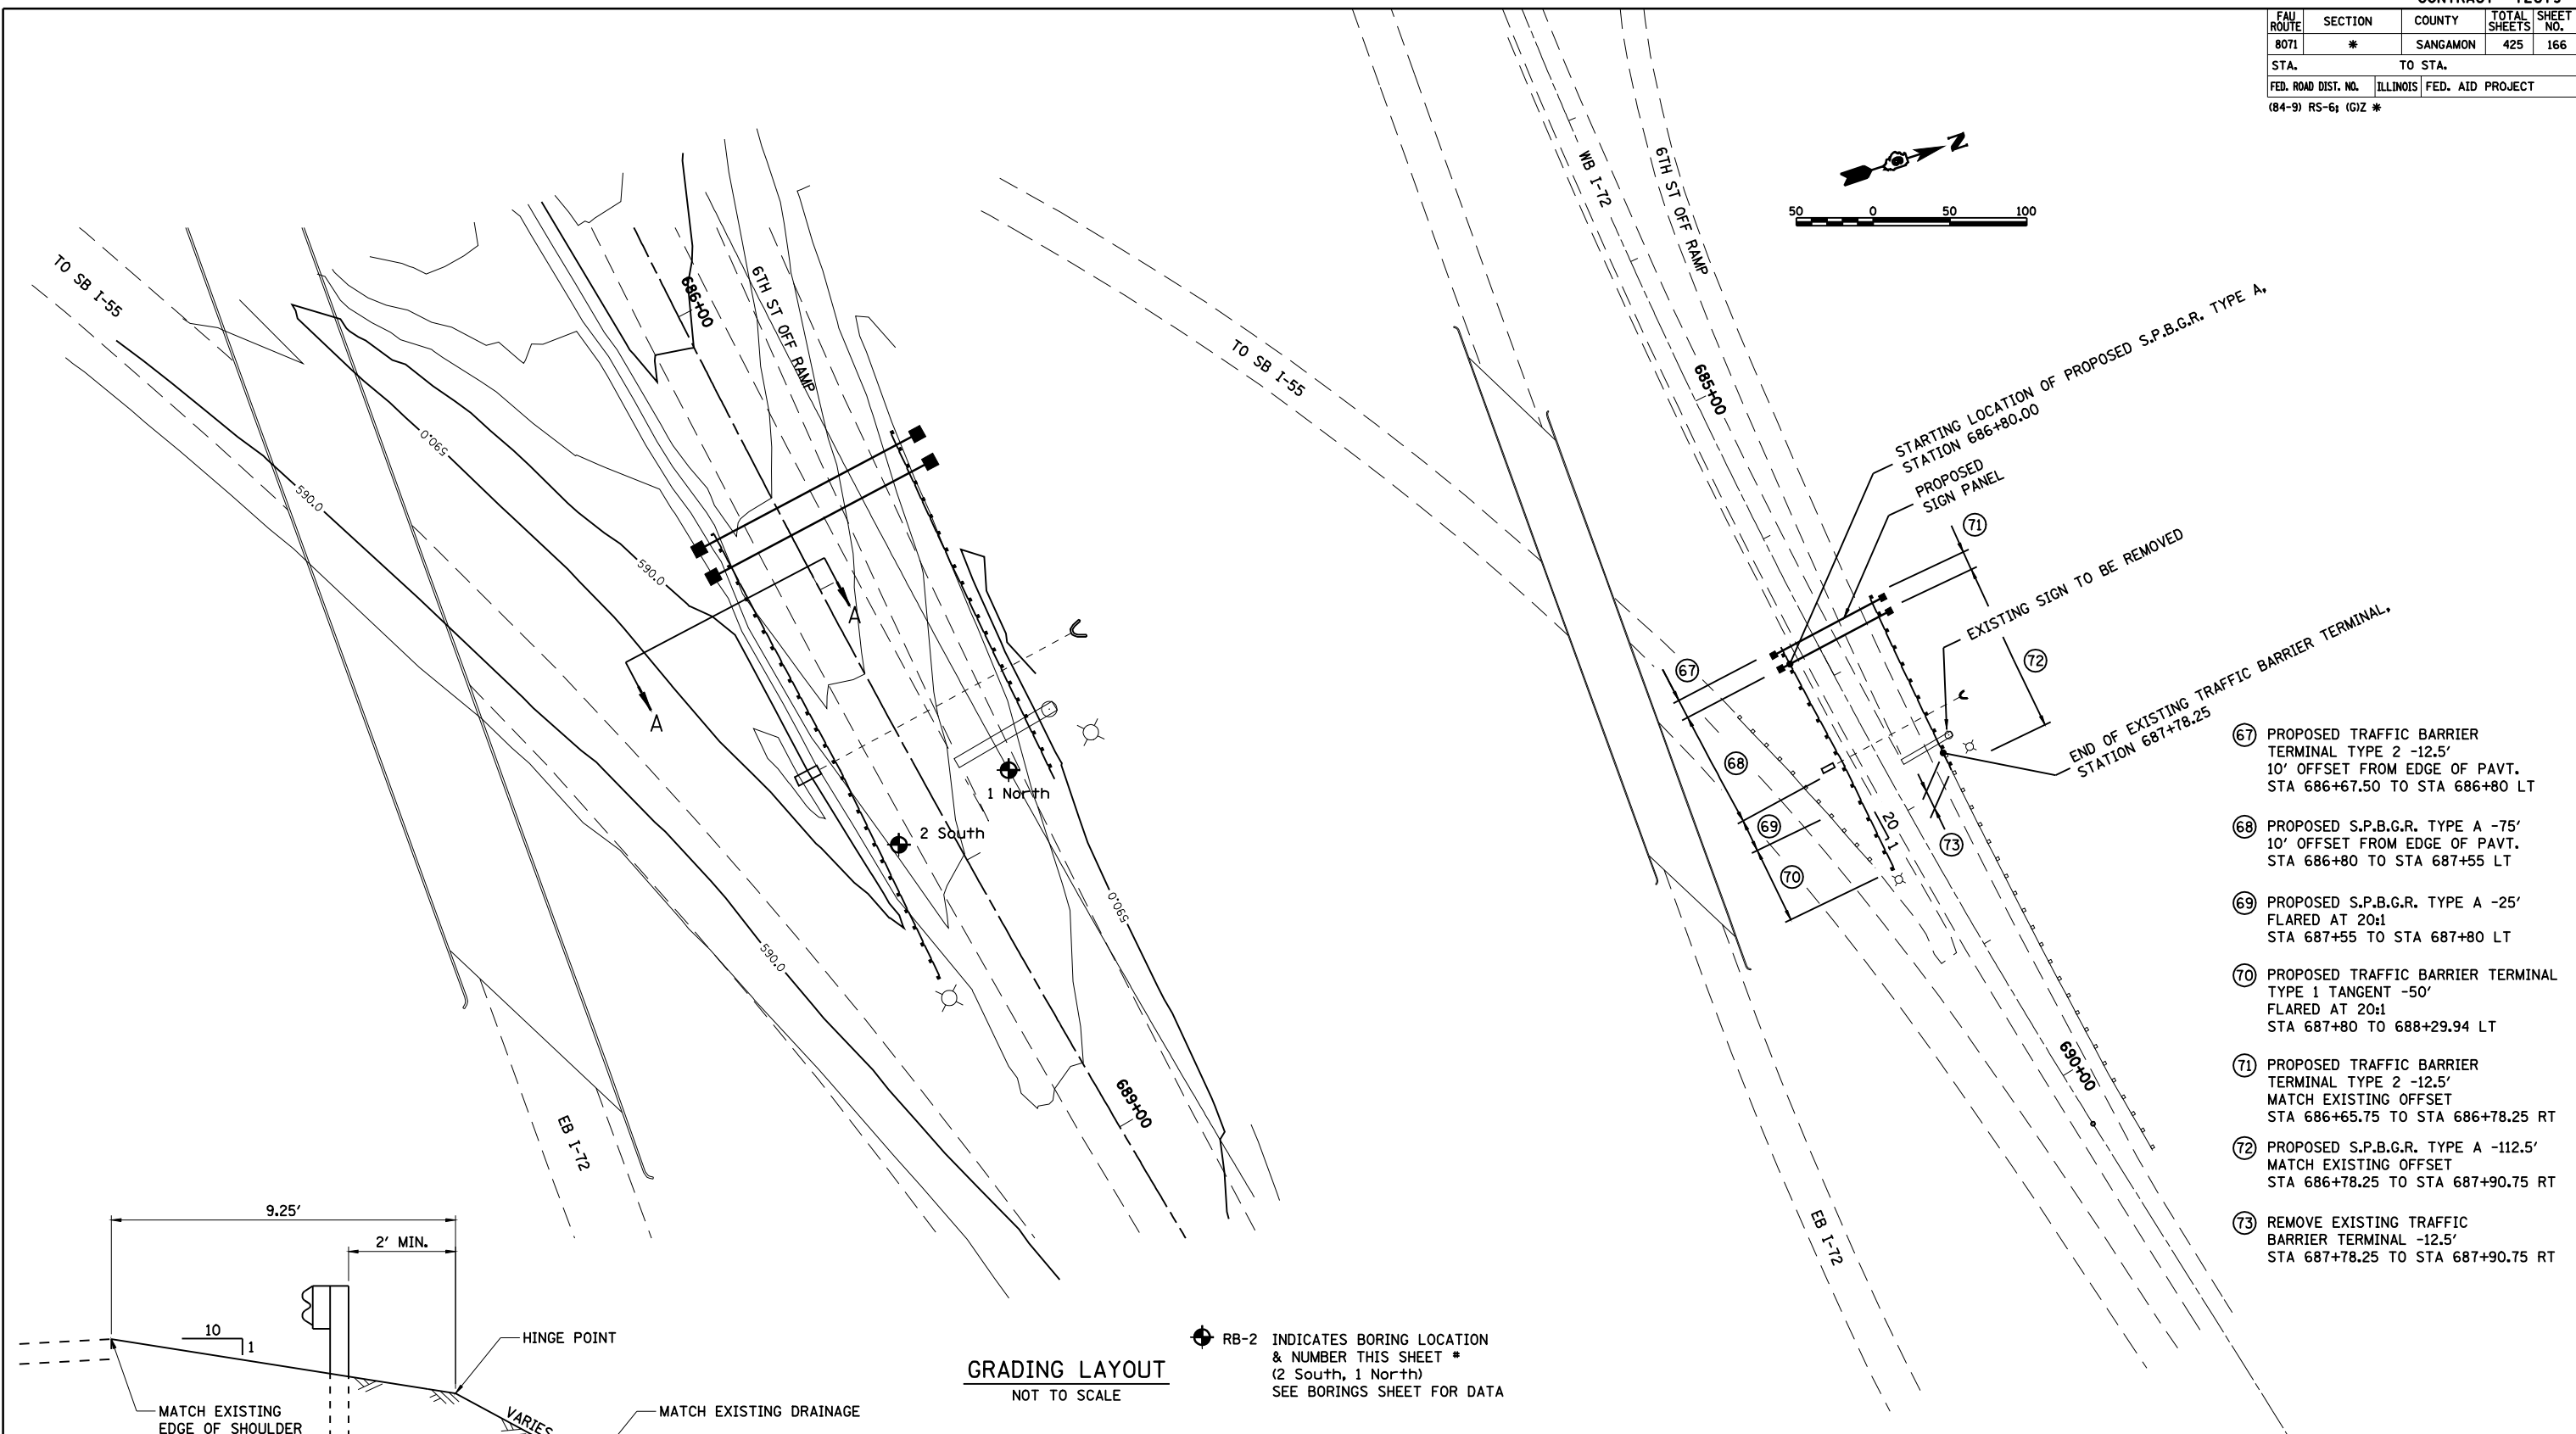 FAU ROUTE SECTION COUNTY TOTAL SHEETS SHEET NO.
8071 * SANGAMON 425 166
STA. TO STA.
FED. ROAD DIST. NO. ILLINOIS FED. AID PROJECT
(84-9) RS-6; (G)Z *
N
50 0 50 100
TO SB I-55
686+00
6TH ST OFF RAMP
590.0
590.0
590.0
A
A
1 North
2 South
590.0
590.0
689+00
EB I-72
TO SB I-55
WB I-72
6TH ST OFF RAMP
685+00
STARTING LOCATION OF PROPOSED S.P.B.G.R. TYPE A,
STATION 686+80.00
PROPOSED
SIGN PANEL
71
EXISTING SIGN TO BE REMOVED
72
END OF EXISTING TRAFFIC BARRIER TERMINAL.
STATION 687+78.25
67
68
69
70
20
1
73
690+00
EB I-72
67 PROPOSED TRAFFIC BARRIER
TERMINAL TYPE 2 -12.5'
10' OFFSET FROM EDGE OF PAVT.
STA 686+67.50 TO STA 686+80 LT
68 PROPOSED S.P.B.G.R. TYPE A -75'
10' OFFSET FROM EDGE OF PAVT.
STA 686+80 TO STA 687+55 LT
69 PROPOSED S.P.B.G.R. TYPE A -25'
FLARED AT 20:1
STA 687+55 TO STA 687+80 LT
70 PROPOSED TRAFFIC BARRIER TERMINAL
TYPE 1 TANGENT -50'
FLARED AT 20:1
STA 687+80 TO 688+29.94 LT
71 PROPOSED TRAFFIC BARRIER
TERMINAL TYPE 2 -12.5'
MATCH EXISTING OFFSET
STA 686+65.75 TO STA 686+78.25 RT
72 PROPOSED S.P.B.G.R. TYPE A -112.5'
MATCH EXISTING OFFSET
STA 686+78.25 TO STA 687+90.75 RT
73 REMOVE EXISTING TRAFFIC
BARRIER TERMINAL -12.5'
STA 687+78.25 TO STA 687+90.75 RT
9.25'
2' MIN.
10
1
HINGE POINT
MATCH EXISTING
EDGE OF SHOULDER
VARIES
MATCH EXISTING DRAINAGE
GRADING LAYOUT
NOT TO SCALE
RB-2 INDICATES BORING LOCATION
& NUMBER THIS SHEET *
(2 South, 1 North)
SEE BORINGS SHEET FOR DATA